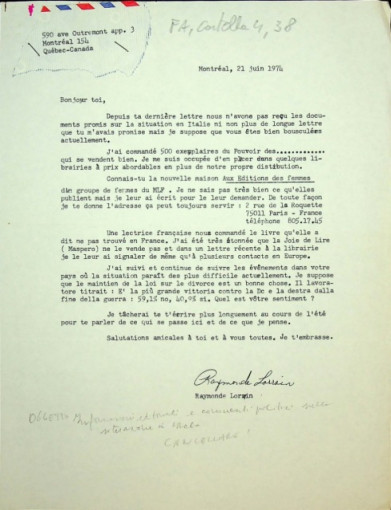 590 ave Outremont app. 3
Montréal 154
Québec-Canada
FA, Cartella 4, 38
Montréal, 21 juin 1974
Bonjour toi,
Depuis ta dernière lettre nous n'avons pas reçu les docu-
ments promis sur la situation en Italie ni non plus de longue lettre
que tu m'avais promise mais je suppose que vous êtes bien bousculées
actuellement.
J'ai commandé 500 exemplaires du Pouvoir des.............
qui se vendent bien. Je me suis occupée d'en placer dans quelques li-
brairies à prix abordables en plus de notre propre distribution.
Connais-tu la nouvelle maison Aux Editions des femmes
du groupe de femmes du MLF. Je ne sais pas très bien ce qu'elles
publient mais je leur ai écrit pour le leur demander. De toute façon
je te donne l'adresse ça peut toujours servir : 2 rue de la Roquette
75011 Paris - France
téléphone 805.17.45
Une lectrice française nous a commandé le livre qu'elle a
dit ne pas trouvé en France. J'ai été très étonnée que la Joie de Lire
( Maspero) ne le vende pas et dans un lettre récente à la librairie
je le leur ai signaler de même qu'à plusieurs contacts en Europe.
J'ai suivi et continue de suivre les événements dans votre
pays où la situation paraît des plus difficile actuellement. Je suppose
que le maintien de la loi sur le divorce est un bonne chose. Il Lavora-
tore titrait : E' la più grande vittoria contro la Dc e la destra dalla
fine della guerra : 59,1% no, 40,9% si. Quel est vôtre sentiment ?
Je tâcherai te t'écrire plus longuement au cours de l'été
pour te parler de ce qui se passe ici et de ce que je pense.
Salutations amicales à toi et à vous toutes. Je t'embrasse.
Raymonde Lorrain
Raymonde Lorrain
OGGETTO